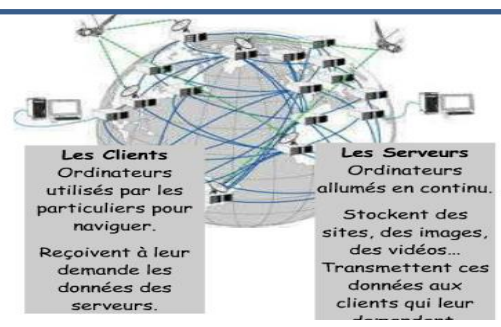 Les Clients
Ordinateurs
utilisés par les
particuliers pour
naviguer.
Reçoivent à leur
demande les
données des
serveurs.
Les Serveurs
Ordinateurs
allumés en continu.
Stockent des
sites, des images,
des vidéos...
Transmettent ces
données aux
clients qui leur
demandent